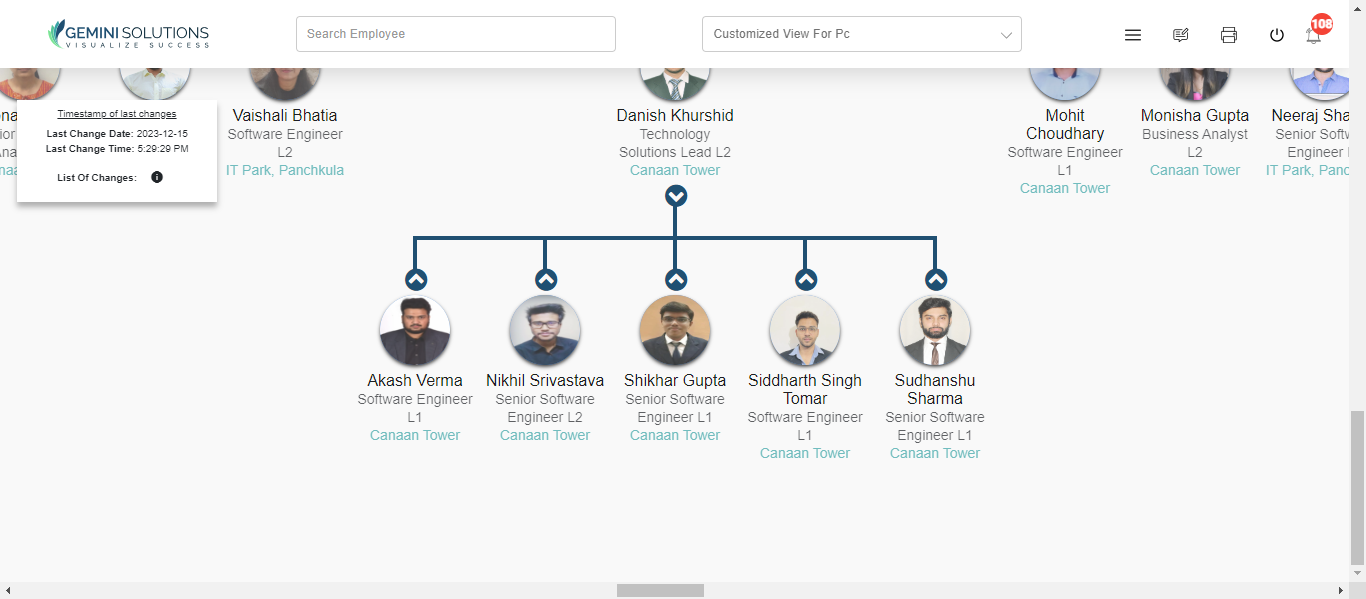 GEMINI SOLUTIONS
VISUALIZE SUCCESS
Search Employee
Customized View For Pc
108
Timestamp of last changes
Last Change Date: 2023-12-15
Last Change Time: 5:29:29 PM
List Of Changes:
Vaishali Bhatia
Software Engineer
L2
IT Park, Panchkula
Danish Khurshid
Technology
Solutions Lead L2
Canaan Tower
Mohit
Choudhary
Software Engineer
L1
Canaan Tower
Monisha Gupta
Business Analyst
L2
Canaan Tower
Neeraj Sha
Senior Softw
Engineer
IT Park, Panc
Akash Verma
Software Engineer
L1
Canaan Tower
Nikhil Srivastava
Senior Software
Engineer L2
Canaan Tower
Shikhar Gupta
Senior Software
Engineer L1
Canaan Tower
Siddharth Singh
Tomar
Software Engineer
L1
Canaan Tower
Sudhanshu
Sharma
Senior Software
Engineer L1
Canaan Tower